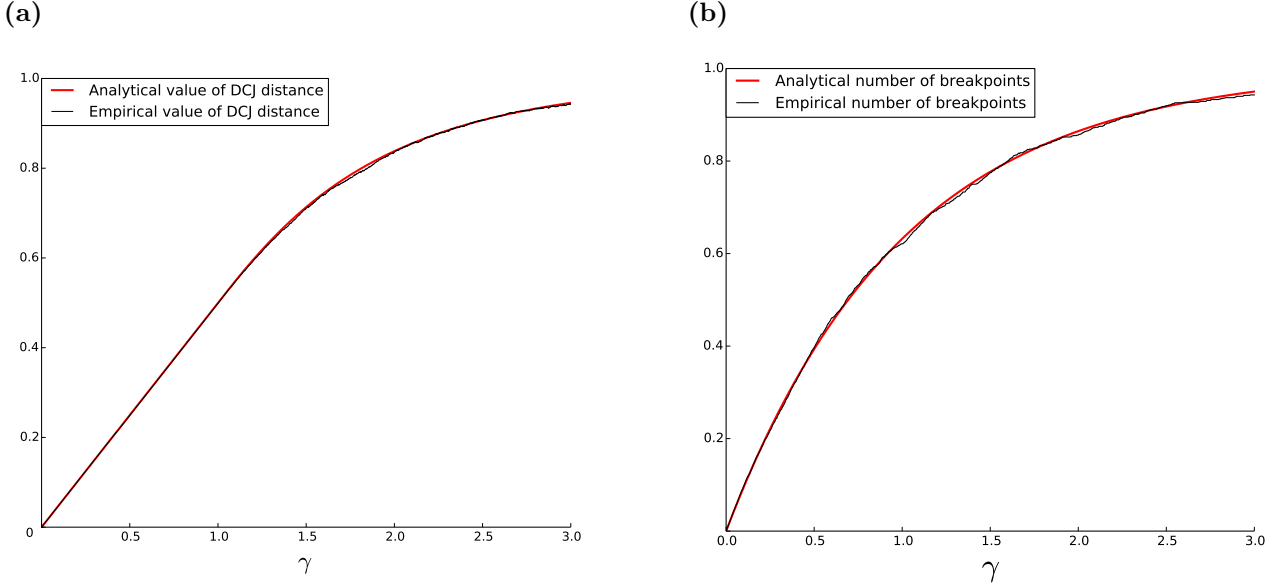 (a)
1.0
Analytical value of DCJ distance
Empirical value of DCJ distance
0.8
0.6
0.4
0.2
0
0.5 1.0 1.5 2.0 2.5 3.0
γ
(b)
1.0
Analytical number of breakpoints
Empirical number of breakpoints
0.8
0.6
0.4
0.2
0.0 0.5 1.0 1.5 2.0 2.5 3.0
γ